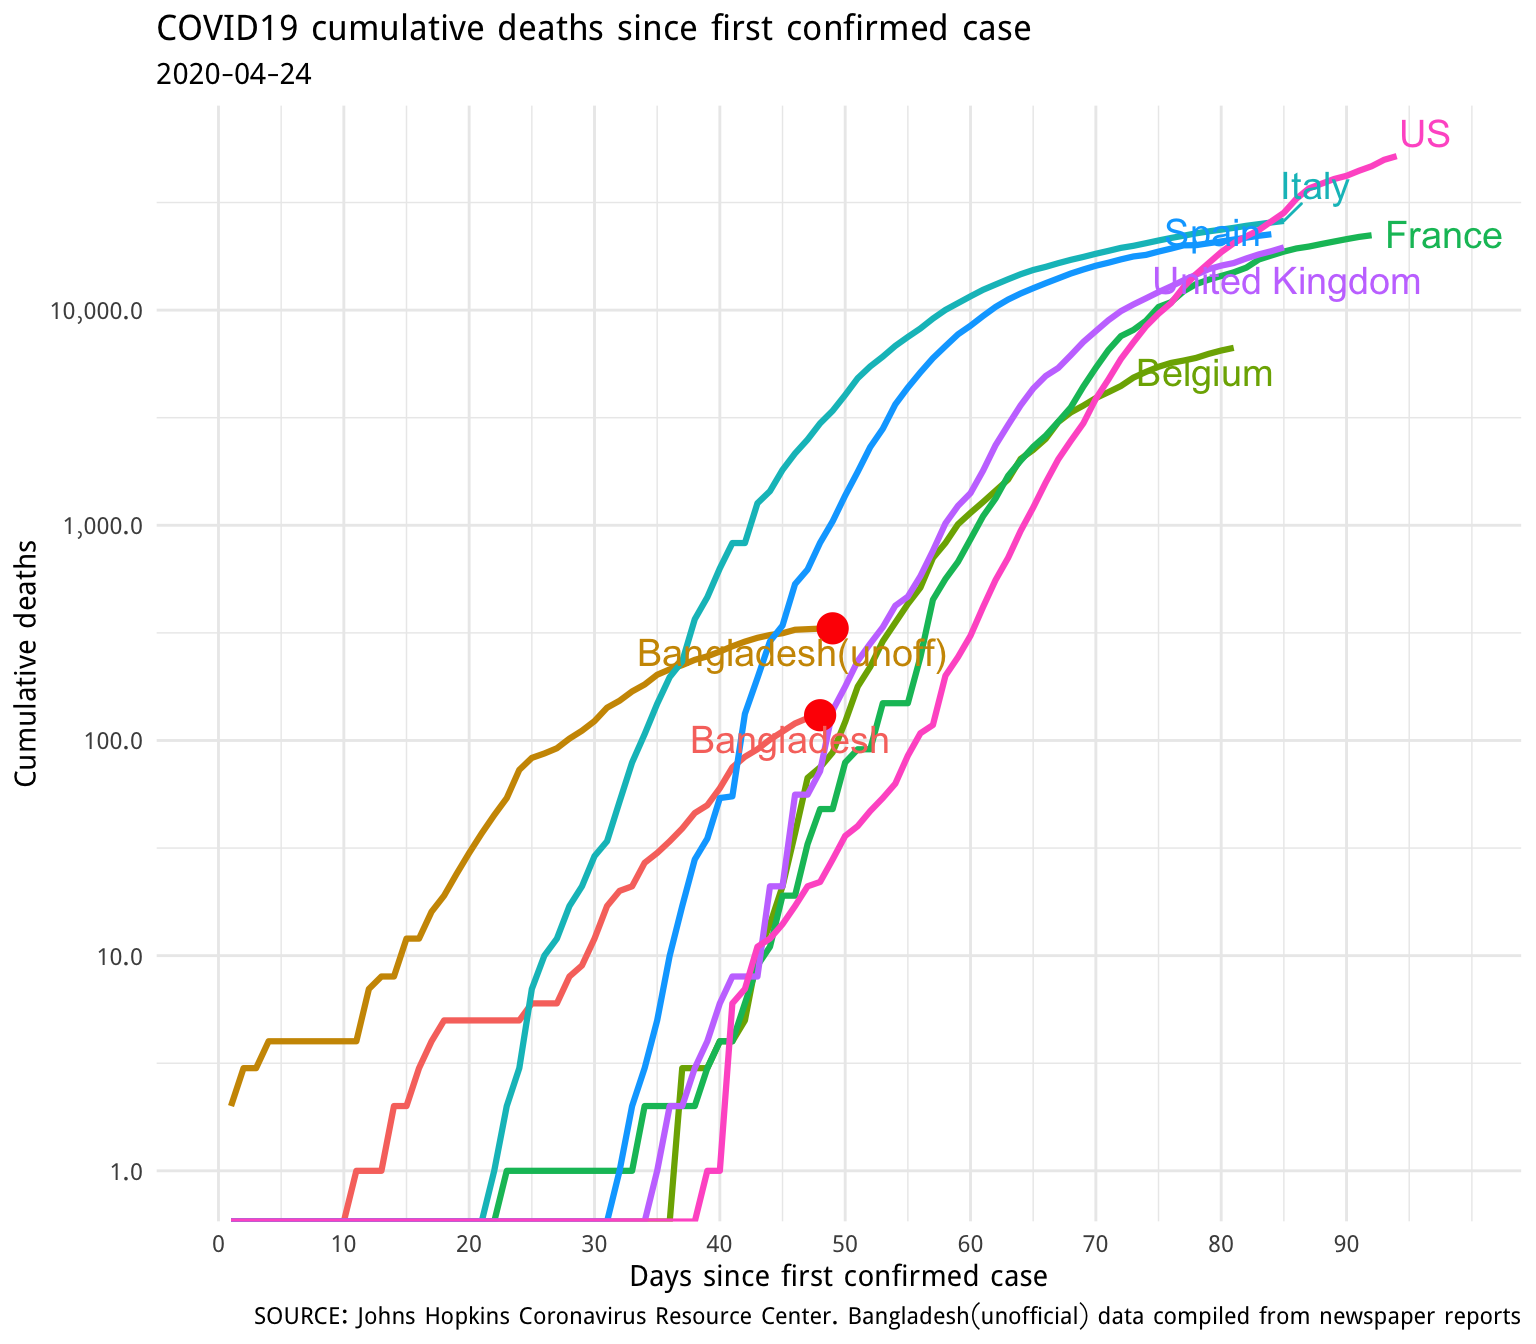 COVID19 cumulative deaths since first confirmed case
2020-04-24
US
Italy
Spain
France
United Kingdom
10,000.0
Belgium
1,000.0
Cumulative deaths
Bangladesh(unoff)
Bangladesh
100.0
10.0
1.0
0 10 20 30 40 50 60 70 80 90
Days since first confirmed case
SOURCE: Johns Hopkins Coronavirus Resource Center. Bangladesh(unofficial) data compiled from newspaper reports